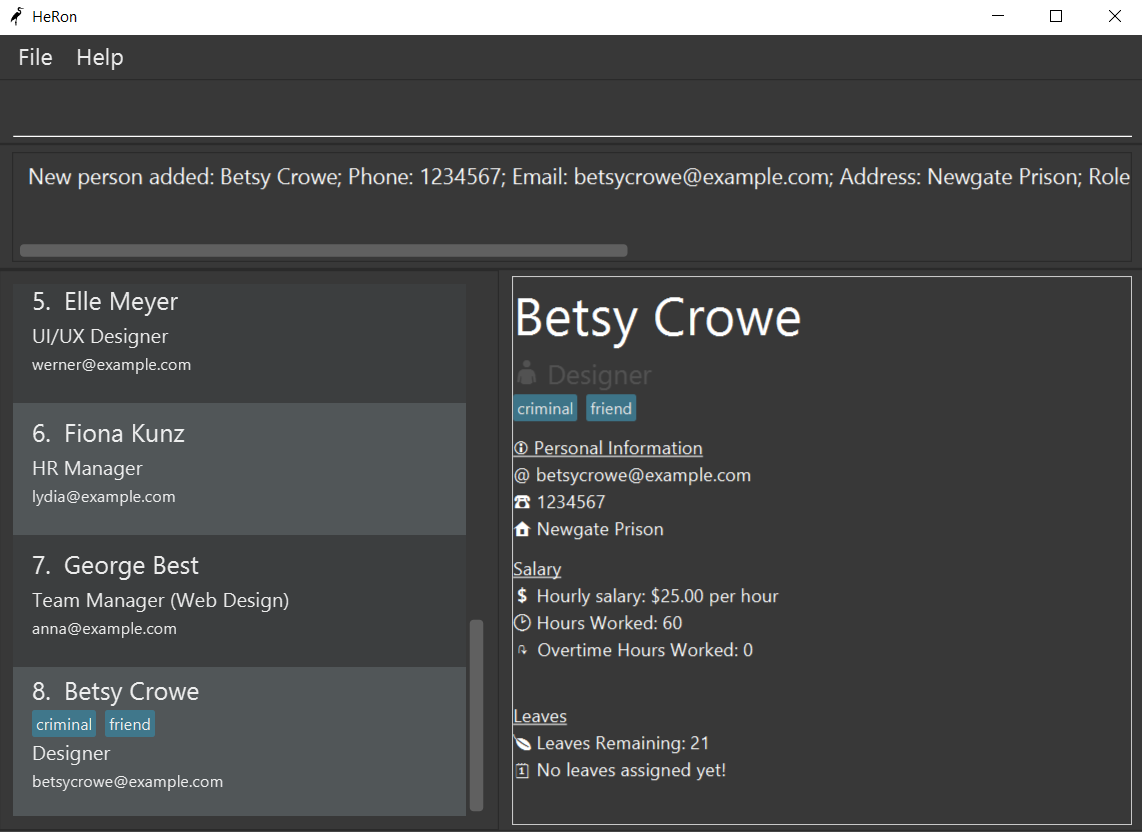 HeRon
File Help
New person added: Betsy Crowe; Phone: 1234567; Email: betsycrowe@example.com; Address: Newgate Prison; Role
5. Elle Meyer
UI/UX Designer
werner@example.com
6. Fiona Kunz
HR Manager
lydia@example.com
7. George Best
Team Manager (Web Design)
anna@example.com
8. Betsy Crowe
criminal friend
Designer
betsycrowe@example.com
Betsy Crowe
Designer
criminal friend
Personal Information
@ betsycrowe@example.com
1234567
Newgate Prison
Salary
$ Hourly salary: $25.00 per hour
Hours Worked: 60
Overtime Hours Worked: 0
Leaves
Leaves Remaining: 21
No leaves assigned yet!